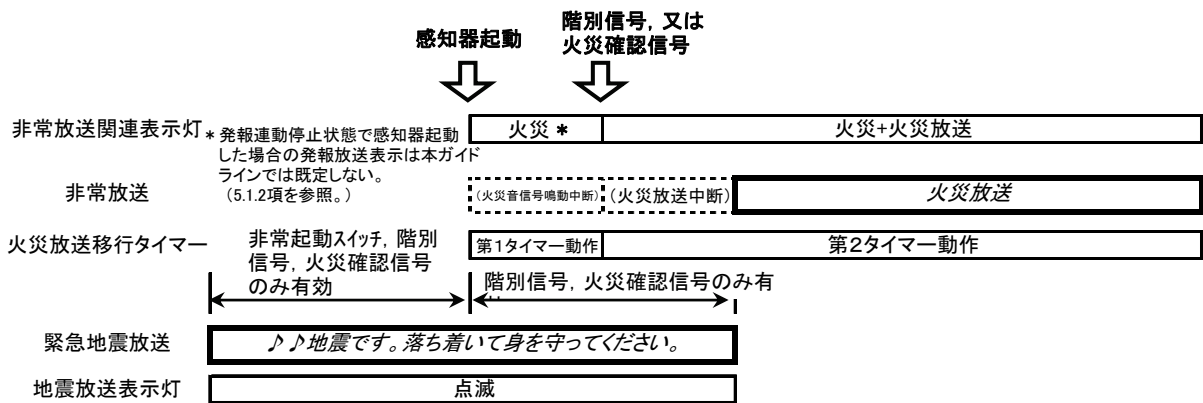 感知器起動
階別信号，又は
火災確認信号
非常放送関連表示灯
＊発報連動停止状態で感知器起動
した場合の発報放送表示は本ガイド
ラインでは既定しない。
（5.1.2項を参照。）
火災 ＊
火災+火災放送
非常放送
（火災音信号鳴動中断）
（火災放送中断）
火災放送
火災放送移行タイマー
非常起動スイッチ，階別
信号，火災確認信号
のみ有効
第1タイマー動作
第2タイマー動作
階別信号，火災確認信号のみ有
緊急地震放送
♪♪地震です。落ち着いて身を守ってください。
地震放送表示灯
点滅